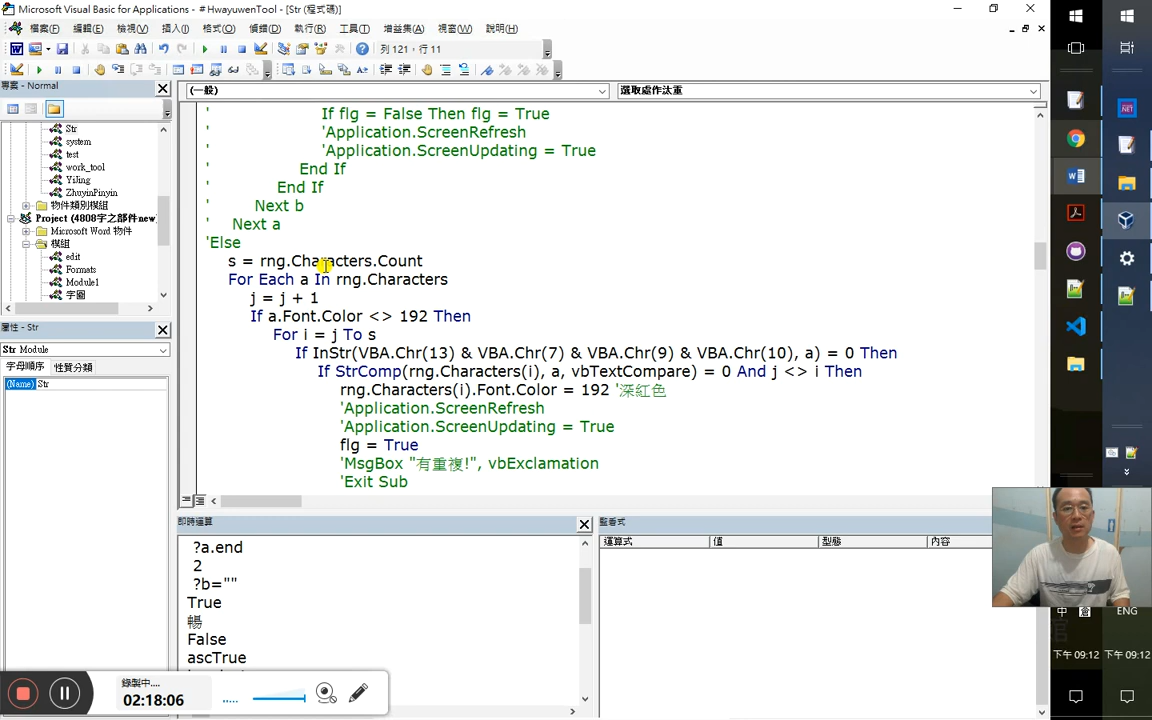 Microsoft Visual Basic for Applications - #HwayuwenTool - [Str (程式碼)]
檔案(F) 編輯(E) 檢視(V) 插入(I) 格式(O) 偵錯(D) 執行(R) 工具(T) 增益集(A) 視窗(W) 說明(H)
列 121，行 11
專案 - Normal
(一般)
選取處作汰重
Str
system
test
work_tool
YiJing
ZhuyinPinyin
物件類別模組
Project (4808字之部件new)
Microsoft Word 物件
模組
edit
Formats
Module1
字圖
' If flg = False Then flg = True
' 'Application.ScreenRefresh
' 'Application.ScreenUpdating = True
' End If
' End If
' Next b
' Next a
'Else
s = rng.Characters.Count
For Each a In rng.Characters
j = j + 1
If a.Font.Color <> 192 Then
For i = j To s
If InStr(VBA.Chr(13) & VBA.Chr(7) & VBA.Chr(9) & VBA.Chr(10), a) = 0 Then
If StrComp(rng.Characters(i), a, vbTextCompare) = 0 And j <> i Then
rng.Characters(i).Font.Color = 192 '深紅色
'Application.ScreenRefresh
'Application.ScreenUpdating = True
flg = True
'MsgBox "有重複!", vbExclamation
'Exit Sub
屬性 - Str
Str Module
字母順序 性質分類
(Name) Str
即時運算
?a.end
2
?b=""
True
暢
False
ascTrue
監看式
運算式 值 型態 內容
錄製中....
02:18:06
中 倉 ENG
下午 09:12 下午 09:12